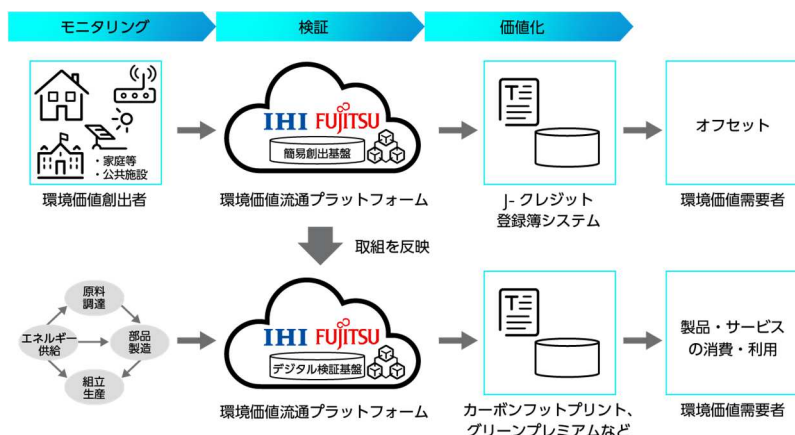 モニタリング
検証
価値化
・家庭等
・公共施設
環境価値創出者
IHI FUJITSU
簡易創出基盤
環境価値流通プラットフォーム
T
J-クレジット
登録簿システム
オフセット
環境価値需要者
取組を反映
原料
調達
エネルギー
供給
部品
製造
組立
生産
IHI FUJITSU
デジタル検証基盤
環境価値流通プラットフォーム
T
カーボンフットプリント、
グリーンプレミアムなど
製品・サービス
の消費・利用
環境価値需要者